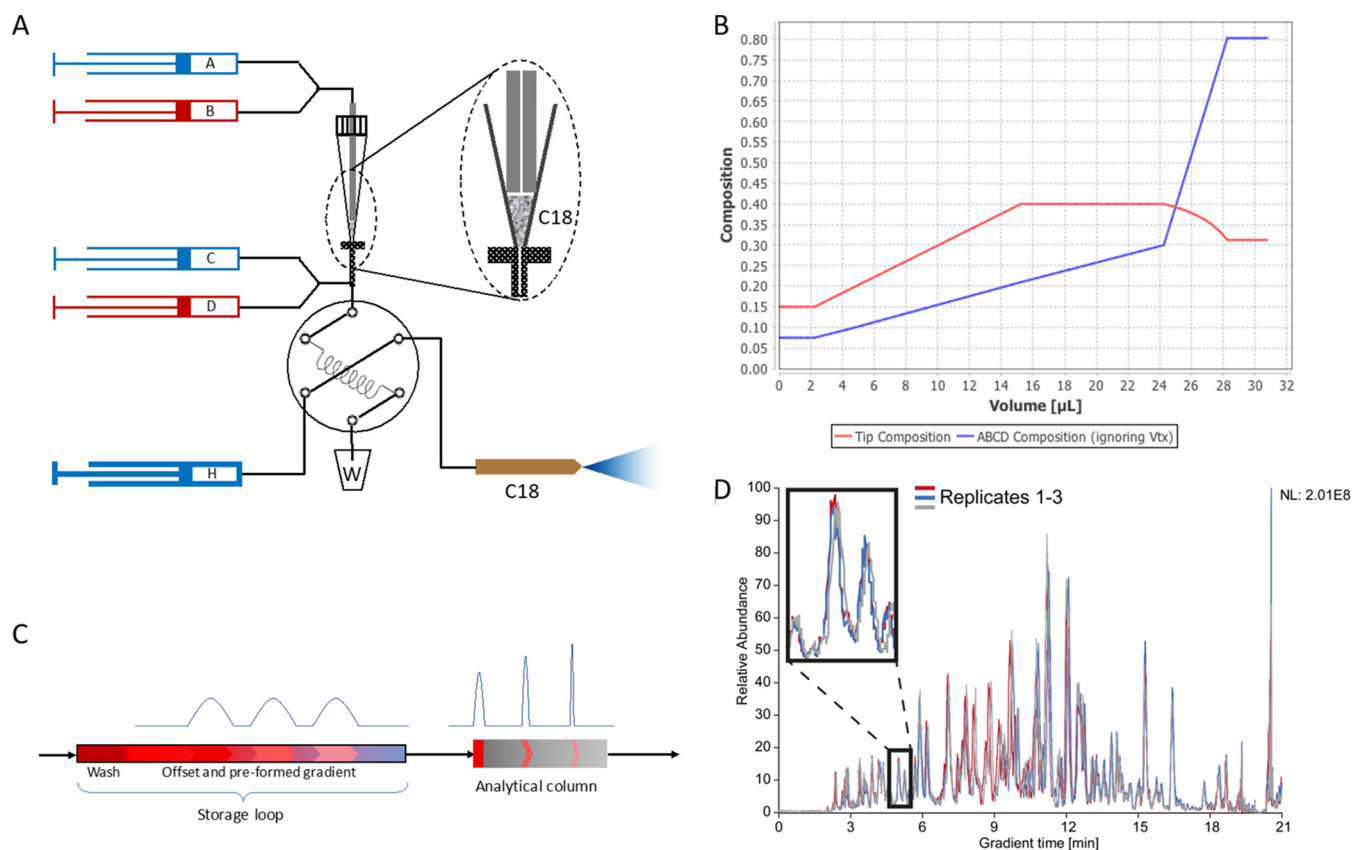 A
A
B
C18
C
D
H
W
C18
B
0.80
0.75
0.70
0.65
0.60
0.55
0.50
0.45
0.40
0.35
0.30
0.25
0.20
0.15
0.10
0.05
0.00
Composition
0 2 4 6 8 10 12 14 16 18 20 22 24 26 28 30 32
Volume [µL]
Tip Composition ABCD Composition (ignoring Vtx)
C
Wash Offset and pre-formed gradient
Storage loop
Analytical column
D
Replicates 1-3
NL: 2.01E8
100
90
80
70
60
50
40
30
20
10
0
Relative Abundance
0 3 6 9 12 15 18 21
Gradient time [min]